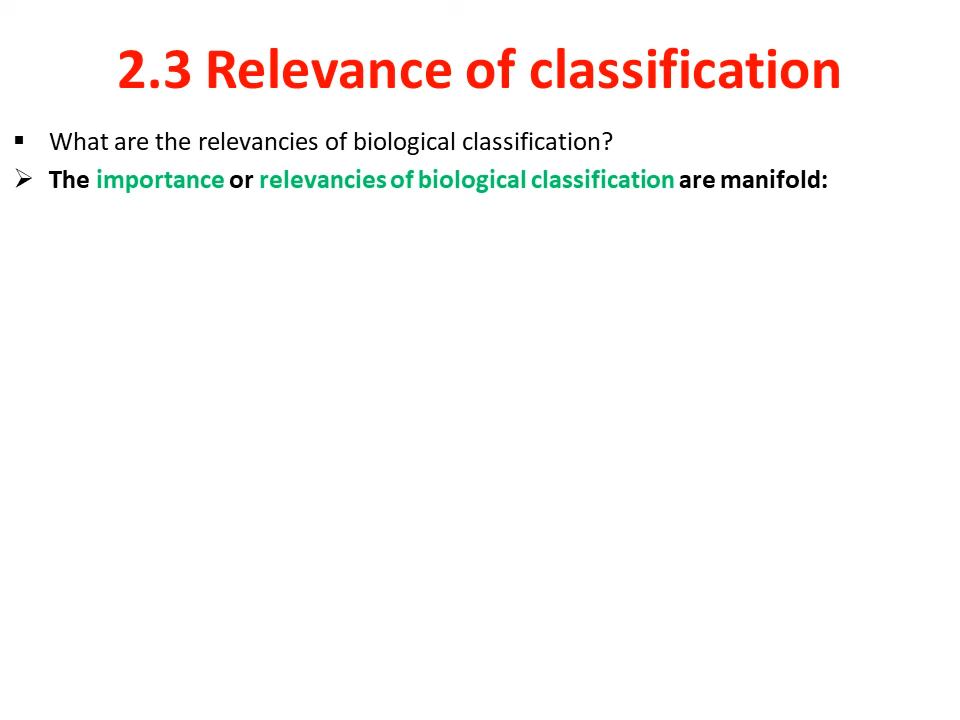 2.3 Relevance of classification
▪ What are the relevancies of biological classification?
➢ The importance or relevancies of biological classification are manifold: